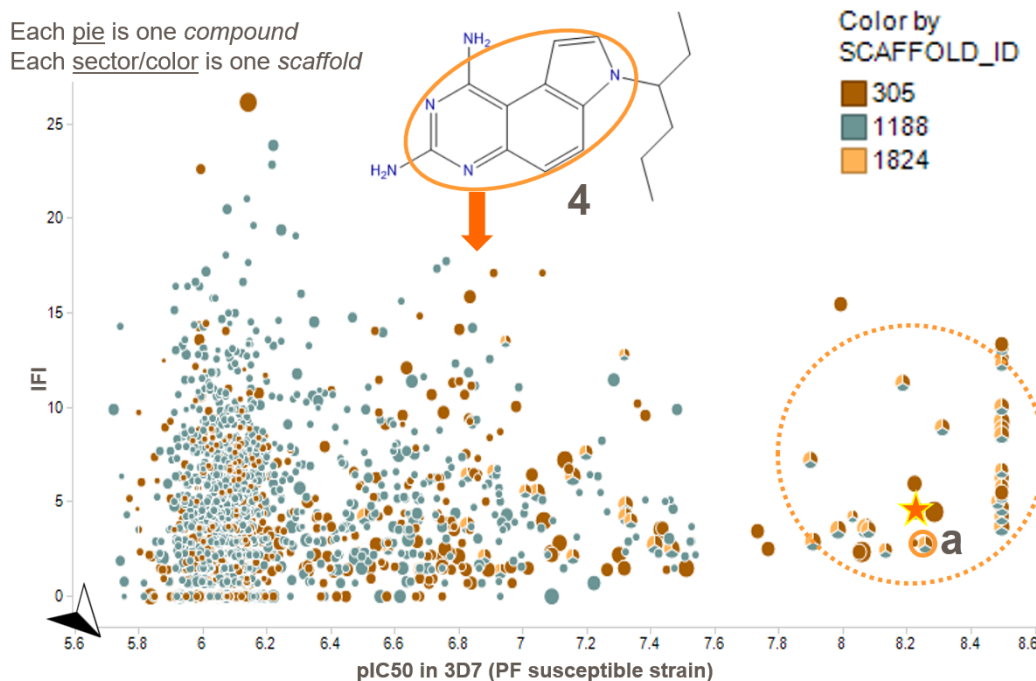 Each pie is one compound
Each sector/color is one scaffold
NH₂
N
N
H₂N
N
4
Color by
SCAFFOLD_ID
305
1188
1824
IFI
25
20
15
10
5
0
a
5.6
5.8
6
6.2
6.4
6.6
6.8
7
7.2
7.4
7.6
7.8
8
8.2
8.4
8.6
pIC50 in 3D7 (PF susceptible strain)